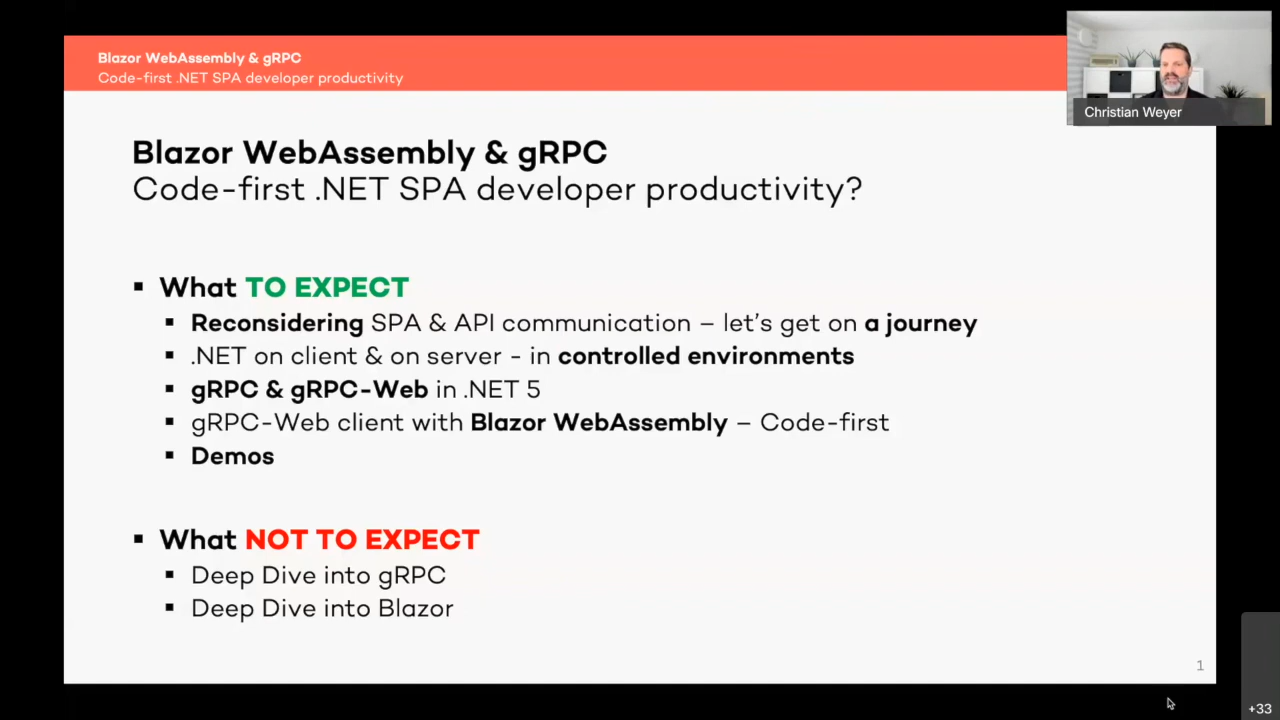 Blazor WebAssembly & gRPC
Code-first .NET SPA developer productivity
Christian Weyer
Blazor WebAssembly & gRPC
Code-first .NET SPA developer productivity?
▪ What TO EXPECT
▪ Reconsidering SPA & API communication – let's get on a journey
▪ .NET on client & on server - in controlled environments
▪ gRPC & gRPC-Web in .NET 5
▪ gRPC-Web client with Blazor WebAssembly – Code-first
▪ Demos
▪ What NOT TO EXPECT
▪ Deep Dive into gRPC
▪ Deep Dive into Blazor
1
+33